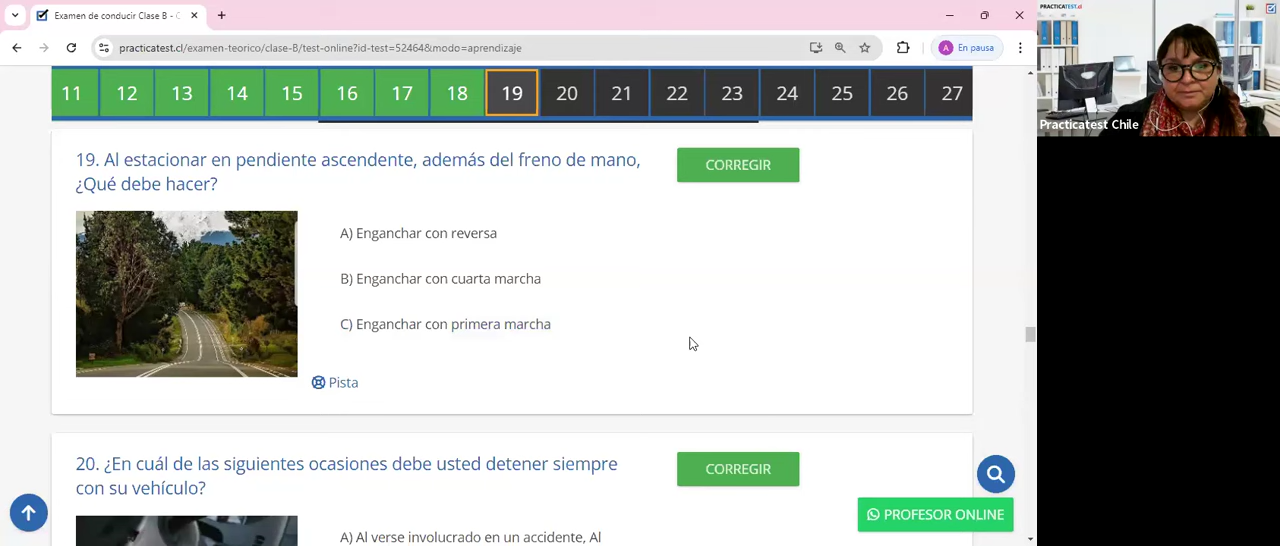 Examen de conducir Clase B - C
practicatest.cl/examen-teorico/clase-B/test-online?id-test=52464&modo=aprendizaje
A En pausa
PRACTICATEST.cl
Practicatest Chile
11 12 13 14 15 16 17 18 19 20 21 22 23 24 25 26 27
19. Al estacionar en pendiente ascendente, además del freno de mano,
¿Qué debe hacer?
CORREGIR
A) Enganchar con reversa
B) Enganchar con cuarta marcha
C) Enganchar con primera marcha
Pista
20. ¿En cuál de las siguientes ocasiones debe usted detener siempre
con su vehículo?
CORREGIR
PROFESOR ONLINE
A) Al verse involucrado en un accidente, Al